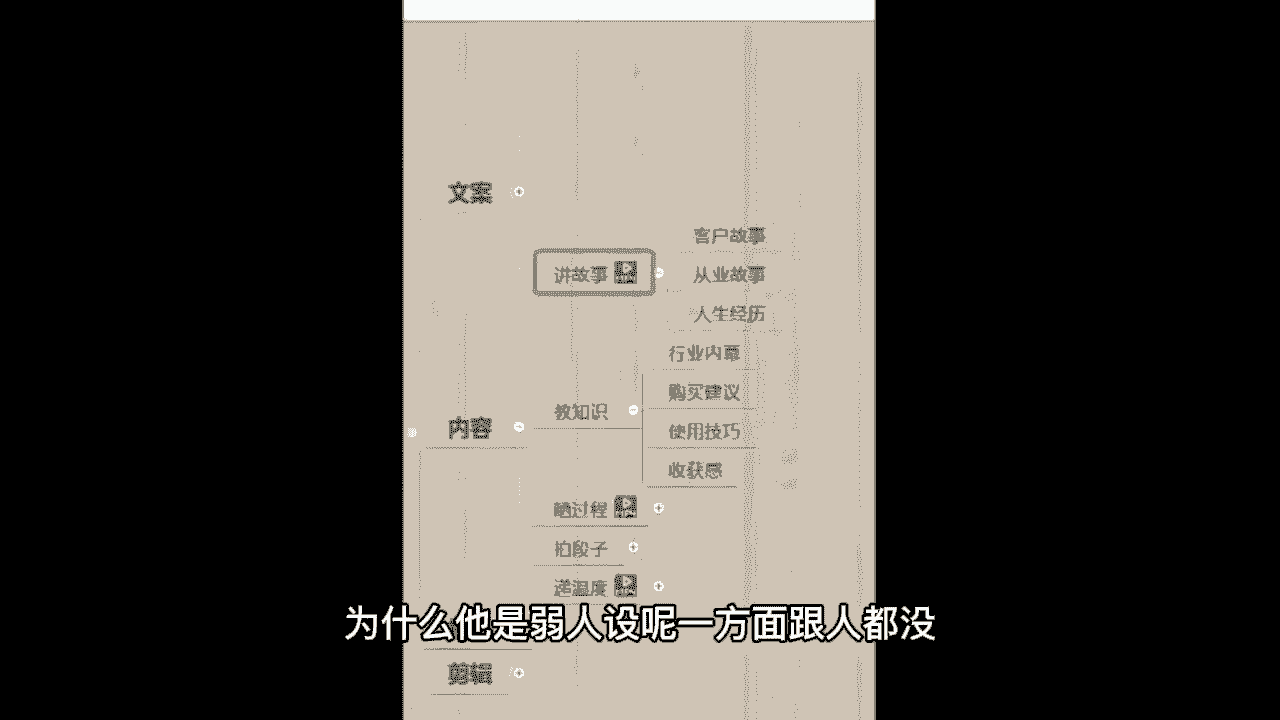 文案
客户故事
讲故事
从业故事
人生经历
行业内幕
购买建议
教知识
内容
使用技巧
收获感
晒过程
拍段子
递温度
为什么他是弱人设呢一方面跟人都没
剪辑